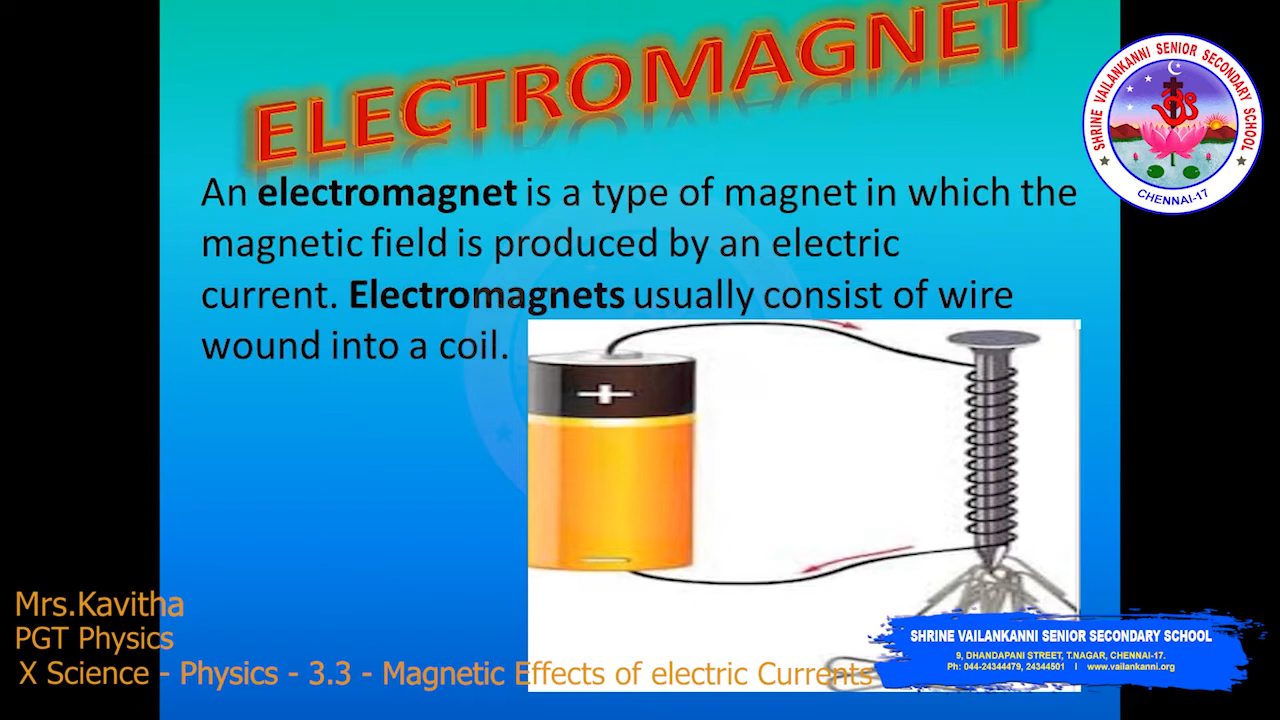 ELECTROMAGNET
An electromagnet is a type of magnet in which the
magnetic field is produced by an electric
current. Electromagnets usually consist of wire
wound into a coil.
+
SHRINE VAILANKANNI SENIOR SECONDARY SCHOOL
CHENNAI-17
Mrs.Kavitha
PGT Physics
X Science - Physics - 3.3 - Magnetic Effects of electric Currents
SHRINE VAILANKANNI SENIOR SECONDARY SCHOOL
9, DHANDAPANI STREET, T.NAGAR, CHENNAI-17.
Ph: 044-24344479, 24344501 I www.vailankanni.org